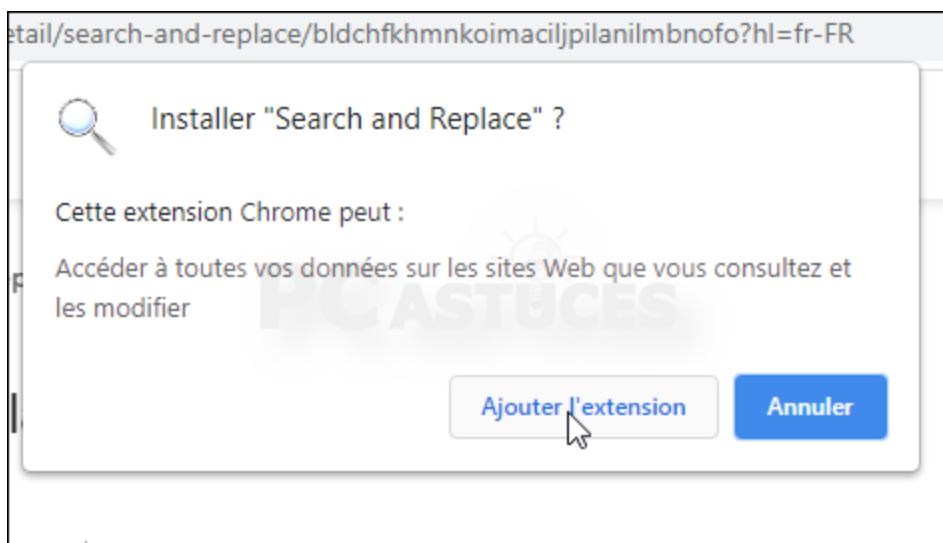 etail/search-and-replace/bldchfkhmnkoimaciljpilanilmbnofo?hl=fr-FR
Installer "Search and Replace" ?
Cette extension Chrome peut :
Accéder à toutes vos données sur les sites Web que vous consultez et
les modifier
PC ASTUCES
Ajouter l'extension
Annuler